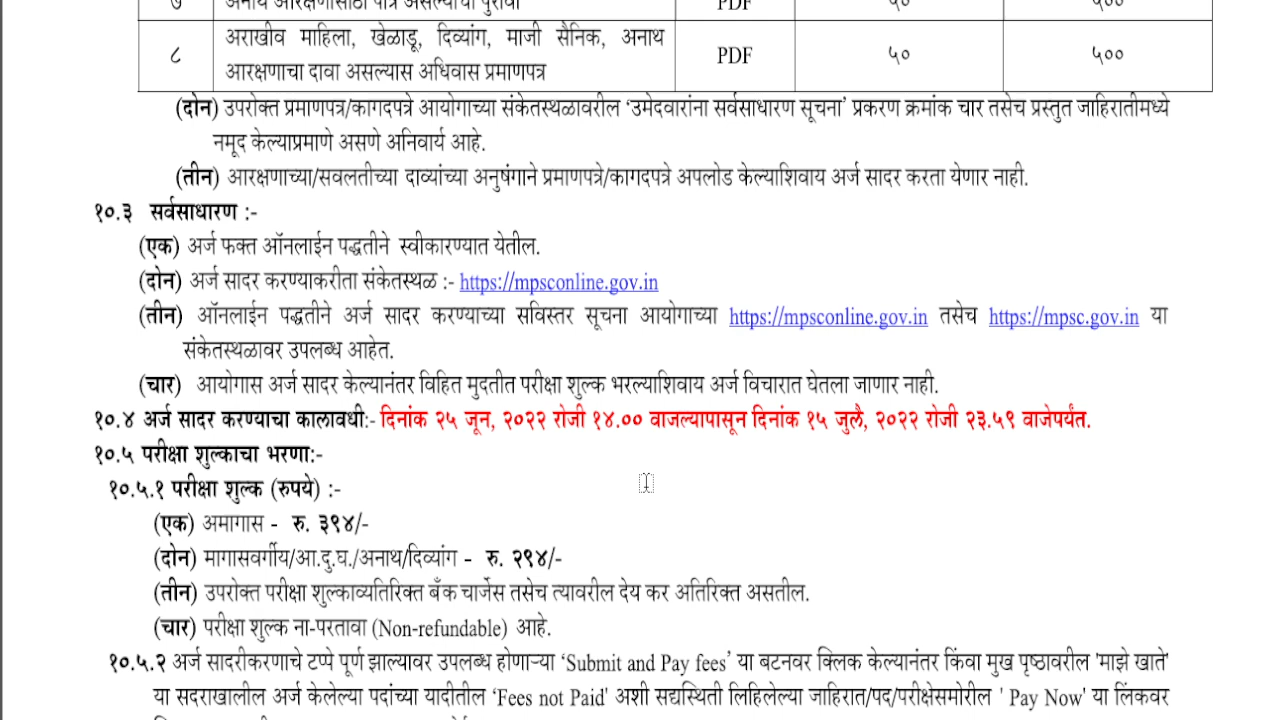 ७ अनाथ आरक्षणासाठी पात्र असल्याचा पुरावा PDF ५० ५००
८ अराखीव महिला, खेळाडू, दिव्यांग, माजी सैनिक, अनाथ आरक्षणाचा दावा असल्यास अधिवास प्रमाणपत्र PDF ५० ५००
(दोन) उपरोक्त प्रमाणपत्र/कागदपत्रे आयोगाच्या संकेतस्थळावरील ‘उमेदवारांना सर्वसाधारण सूचना’ प्रकरण क्रमांक चार तसेच प्रस्तुत जाहिरातीमध्ये
नमूद केल्याप्रमाणे असणे अनिवार्य आहे.
(तीन) आरक्षणाच्या/सवलतीच्या दाव्यांच्या अनुषंगाने प्रमाणपत्रे/कागदपत्रे अपलोड केल्याशिवाय अर्ज सादर करता येणार नाही.
१०.३ सर्वसाधारण :-
(एक) अर्ज फक्त ऑनलाईन पद्धतीने स्वीकारण्यात येतील.
(दोन) अर्ज सादर करण्याकरीता संकेतस्थळ :- https://mpsconline.gov.in
(तीन) ऑनलाईन पद्धतीने अर्ज सादर करण्याच्या सविस्तर सूचना आयोगाच्या https://mpsconline.gov.in तसेच https://mpsc.gov.in या
संकेतस्थळावर उपलब्ध आहेत.
(चार) आयोगास अर्ज सादर केल्यानंतर विहित मुदतीत परीक्षा शुल्क भरल्याशिवाय अर्ज विचारात घेतला जाणार नाही.
१०.४ अर्ज सादर करण्याचा कालावधी:- दिनांक २५ जून, २०२२ रोजी १४.०० वाजल्यापासून दिनांक १५ जुलै, २०२२ रोजी २३.५९ वाजेपर्यंत.
१०.५ परीक्षा शुल्काचा भरणा:-
१०.५.१ परीक्षा शुल्क (रुपये) :-
(एक) अमागास - रु. ३९४/-
(दोन) मागासवर्गीय/आ.दु.घ./अनाथ/दिव्यांग - रु. २९४/-
(तीन) उपरोक्त परीक्षा शुल्काव्यतिरिक्त बँक चार्जेस तसेच त्यावरील देय कर अतिरिक्त असतील.
(चार) परीक्षा शुल्क ना-परतावा (Non-refundable) आहे.
१०.५.२ अर्ज सादरीकरणाचे टप्पे पूर्ण झाल्यावर उपलब्ध होणाऱ्या ‘Submit and Pay fees’ या बटनवर क्लिक केल्यानंतर किंवा मुख पृष्ठावरील 'माझे खाते'
या सदराखालील अर्ज केलेल्या पदांच्या यादीतील ‘Fees not Paid' अशी सद्यस्थिती लिहिलेल्या जाहिरात/पद/परीक्षेसमोरील ' Pay Now' या लिंकवर